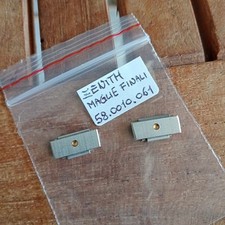 ZENITH
MAGLIE FINALI
58.0010.061